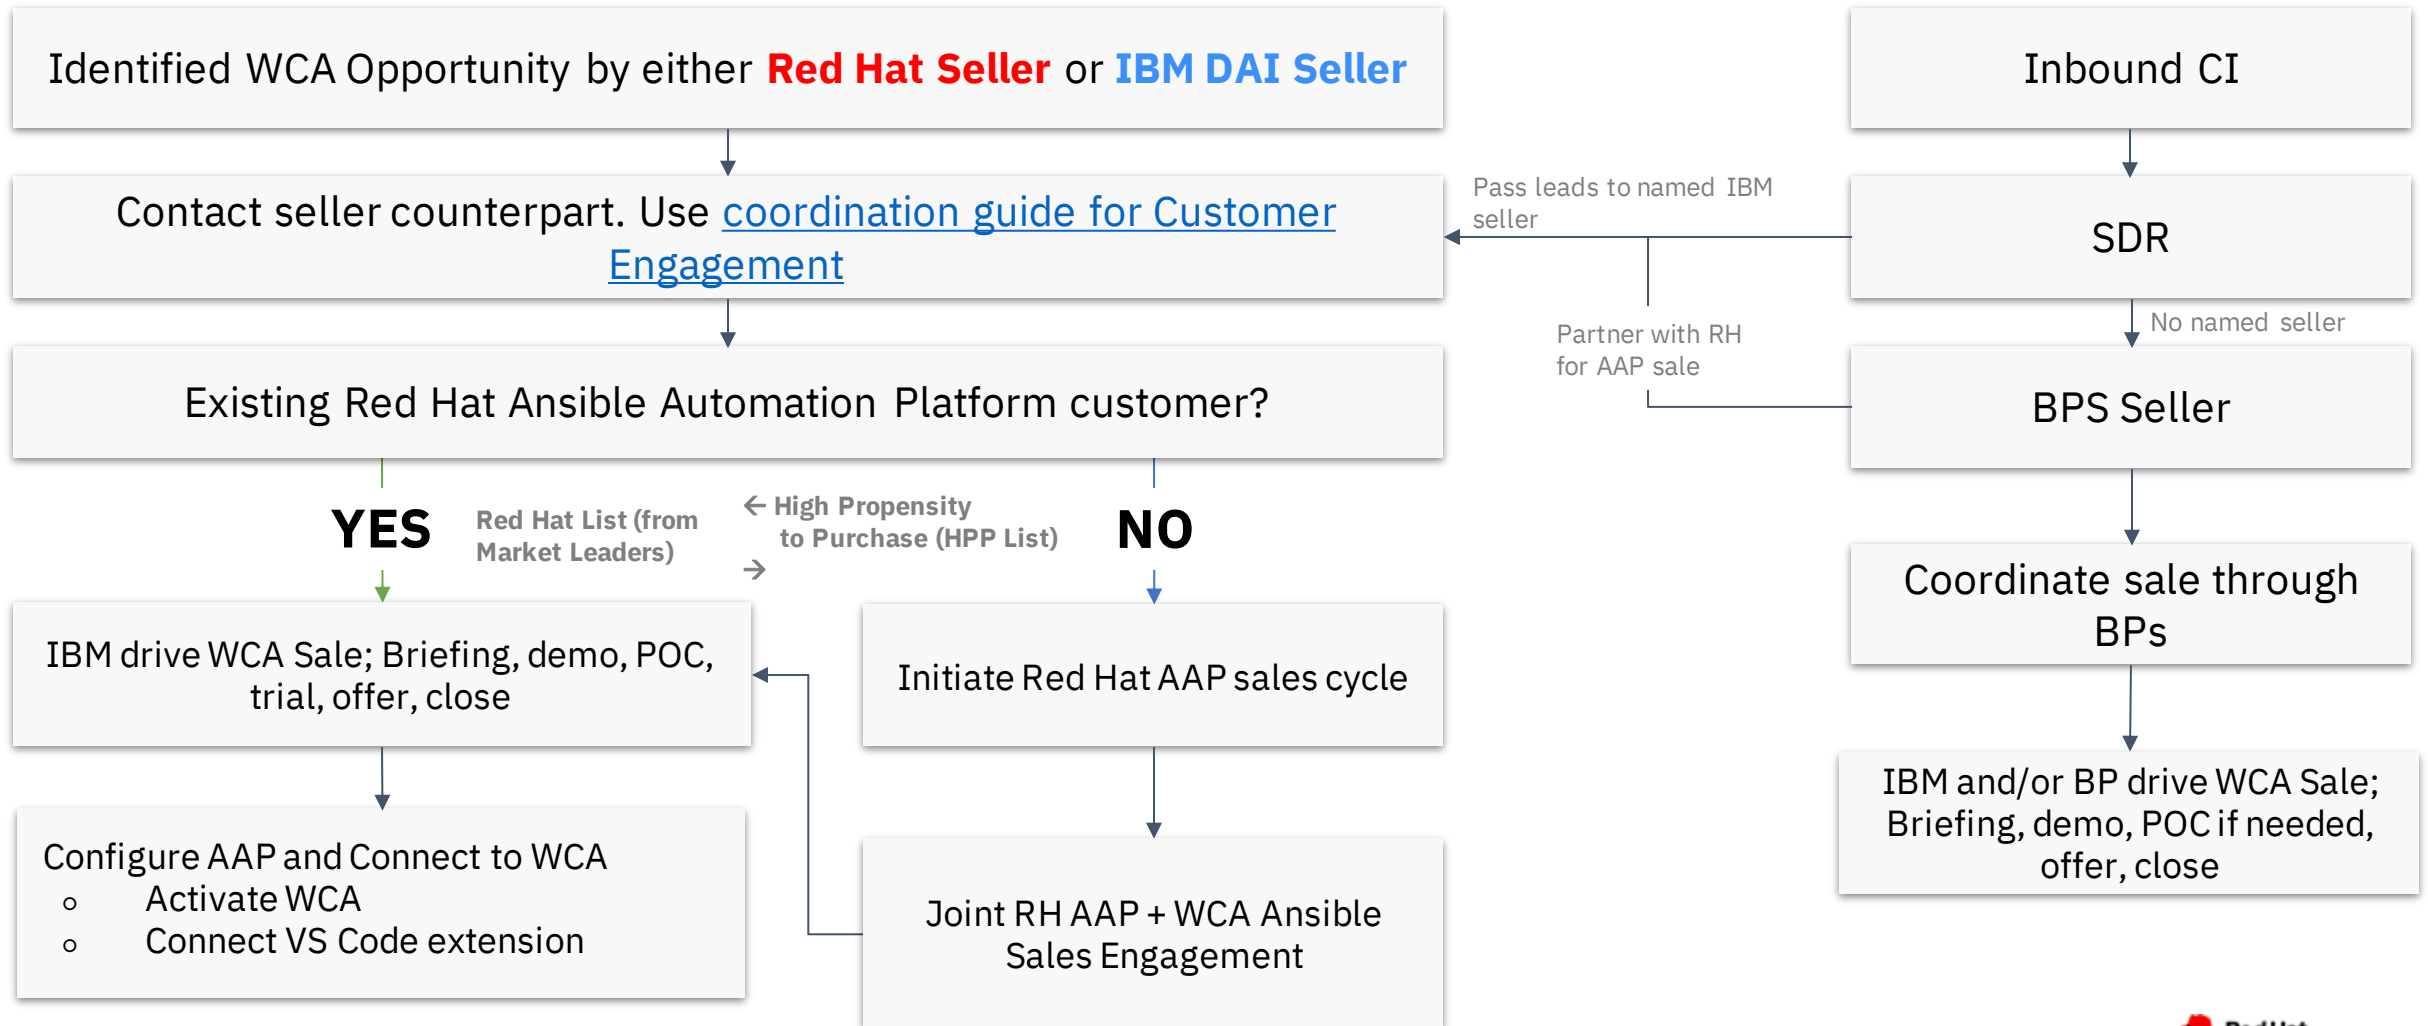 Identified WCA Opportunity by either Red Hat Seller or IBM DAI Seller
Inbound CI
Contact seller counterpart. Use coordination guide for Customer
Engagement
Pass leads to named IBM
seller
SDR
No named seller
Existing Red Hat Ansible Automation Platform customer?
Partner with RH
for AAP sale
BPS Seller
YES
Red Hat List (from
Market Leaders)
← High Propensity
to Purchase (HPP List)
→
NO
Coordinate sale through
BPs
IBM drive WCA Sale; Briefing, demo, POC,
trial, offer, close
Initiate Red Hat AAP sales cycle
IBM and/or BP drive WCA Sale;
Briefing, demo, POC if needed,
offer, close
Configure AAP and Connect to WCA
○ Activate WCA
○ Connect VS Code extension
Joint RH AAP + WCA Ansible
Sales Engagement
Red Hat